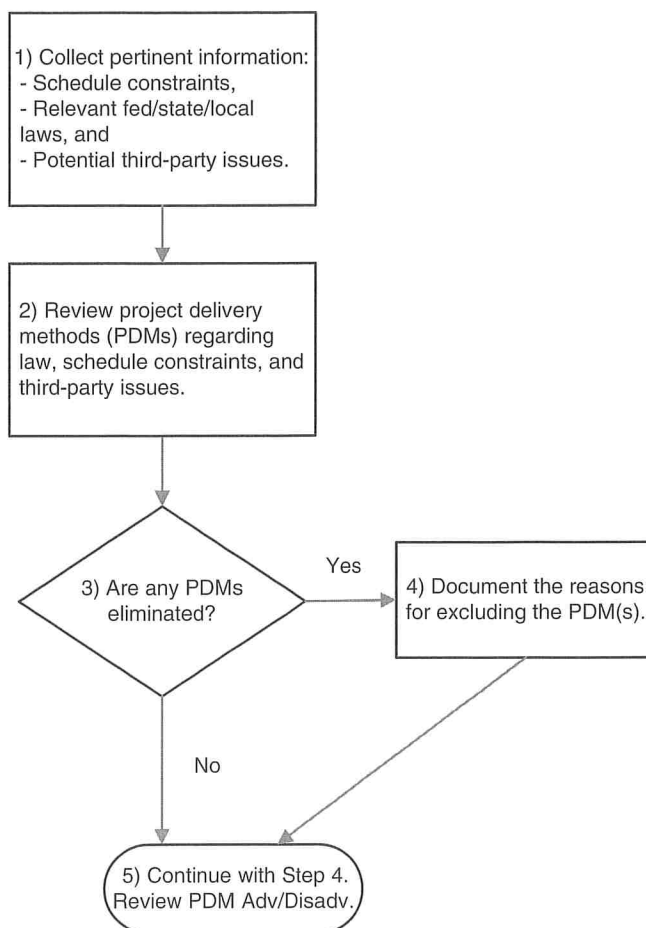 1) Collect pertinent information:
- Schedule constraints,
- Relevant fed/state/local
laws, and
- Potential third-party issues.
2) Review project delivery
methods (PDMs) regarding
law, schedule constraints, and
third-party issues.
3) Are any PDMs
eliminated?
Yes
4) Document the reasons
for excluding the PDM(s).
No
5) Continue with Step 4.
Review PDM Adv/Disadv.